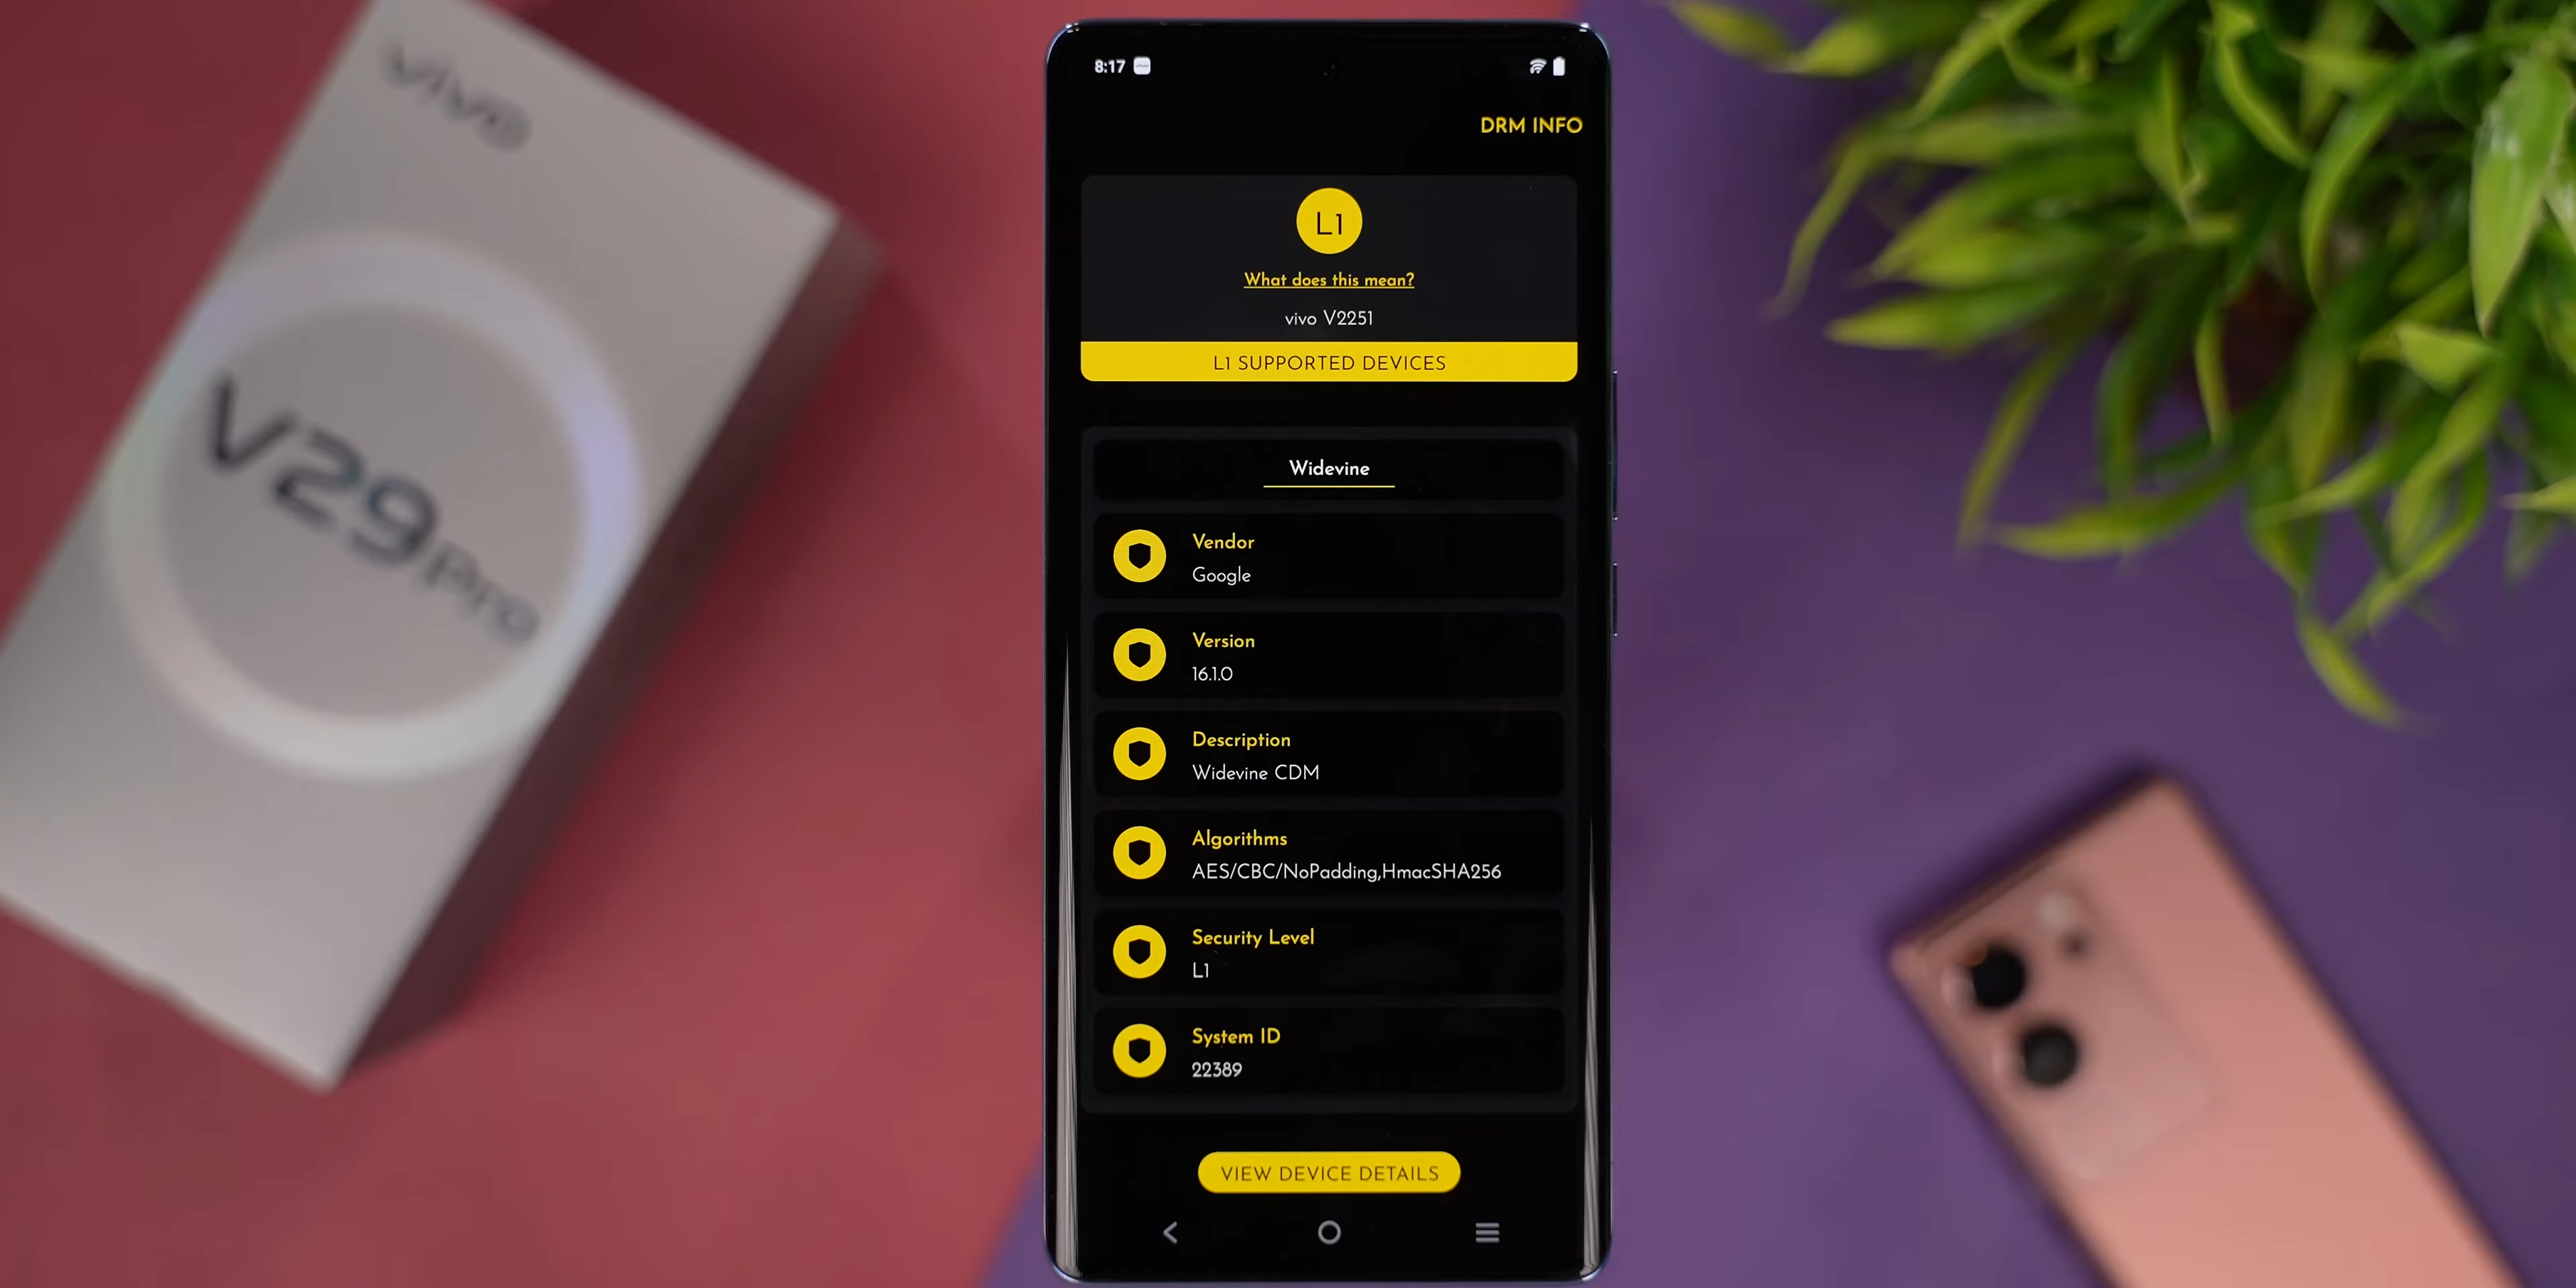 vivo
V29Pro
8:17
DRM INFO
L1
What does this mean?
vivo V2251
L1 SUPPORTED DEVICES
Widevine
Vendor
Google
Version
16.1.0
Description
Widevine CDM
Algorithms
AES/CBC/NoPadding,HmacSHA256
Security Level
L1
System ID
22389
VIEW DEVICE DETAILS